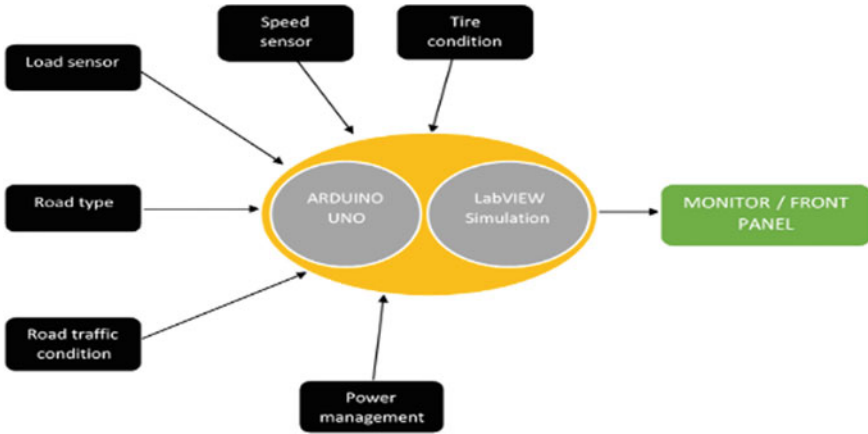 Speed
sensor
Tire
condition
Load sensor
Road type
ARDUINO
UNO
LabVIEW
Simulation
MONITOR / FRONT
PANEL
Road traffic
condition
Power
management